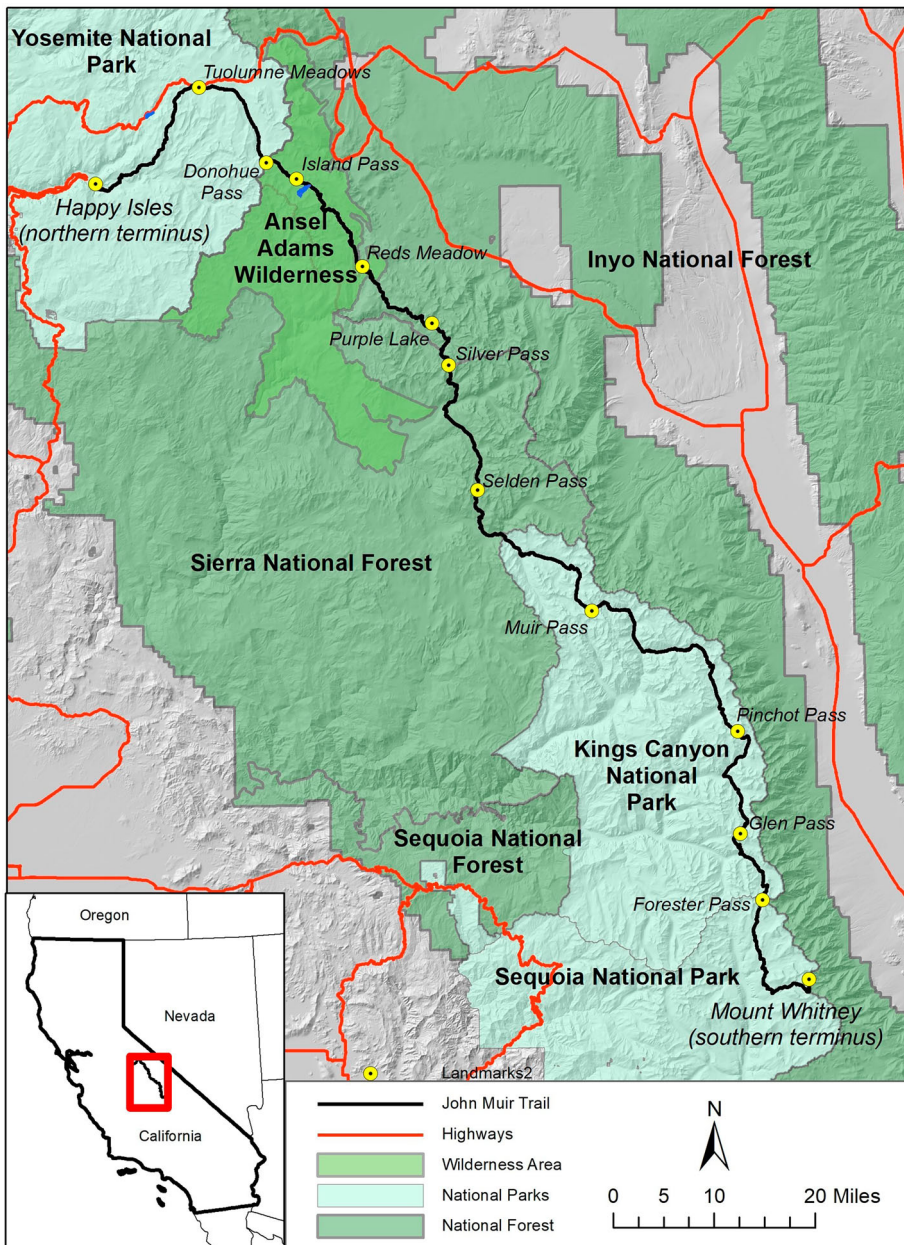 Yosemite National
Park
Tuolumne Meadows
Donohue
Pass
Island Pass
Happy Isles
(northern terminus)
Ansel
Adams
Wilderness
Reds Meadow
Inyo National Forest
Purple Lake
Silver Pass
Selden Pass
Sierra National Forest
Muir Pass
Pinchot Pass
Kings Canyon
National
Park
Glen Pass
Sequoia National
Forest
Forester Pass
Sequoia National Park
Mount Whitney
(southern terminus)
Oregon
Nevada
California
Landmarks2
John Muir Trail
Highways
Wilderness Area
National Parks
National Forest
N
0 5 10 20 Miles